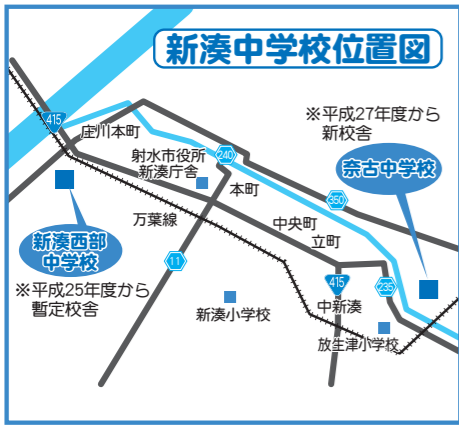 新湊中学校位置図
415
庄川本町
※平成27年度から
新校舎
射水市役所
新湊庁舎
240
奈古中学校
本町
350
万葉線
中央町
立町
新湊西部
中学校
11
※平成25年度から
暫定校舎
415
235
中新湊
新湊小学校
放生津小学校